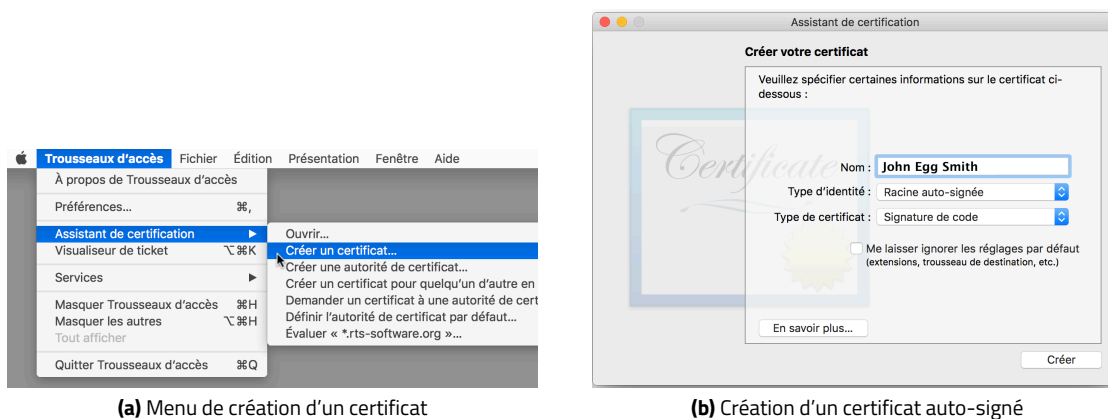 Trousseaux d'accès Fichier Édition Présentation Fenêtre Aide
À propos de Trousseaux d'accès
Préférences... ⌘,
Assistant de certification ▶
Visualiseur de ticket ⌥⌘K
Services ▶
Masquer Trousseaux d'accès ⌘H
Masquer les autres ⌥⌘H
Tout afficher
Quitter Trousseaux d'accès ⌘Q
Ouvrir...
Créer un certificat...
Créer une autorité de certificat...
Créer un certificat pour quelqu'un d'autre en
Demander un certificat à une autorité de cert
Définir l'autorité de certificat par défaut...
Évaluer « *.rts-software.org »...
(a) Menu de création d'un certificat
Assistant de certification
Créer votre certificat
Veuillez spécifier certaines informations sur le certificat ci-
dessous :
Certificate
Nom : John Egg Smith
Type d'identité : Racine auto-signée
Type de certificat : Signature de code
Me laisser ignorer les réglages par défaut
(extensions, trousseau de destination, etc.)
En savoir plus...
Créer
(b) Création d'un certificat auto-signé